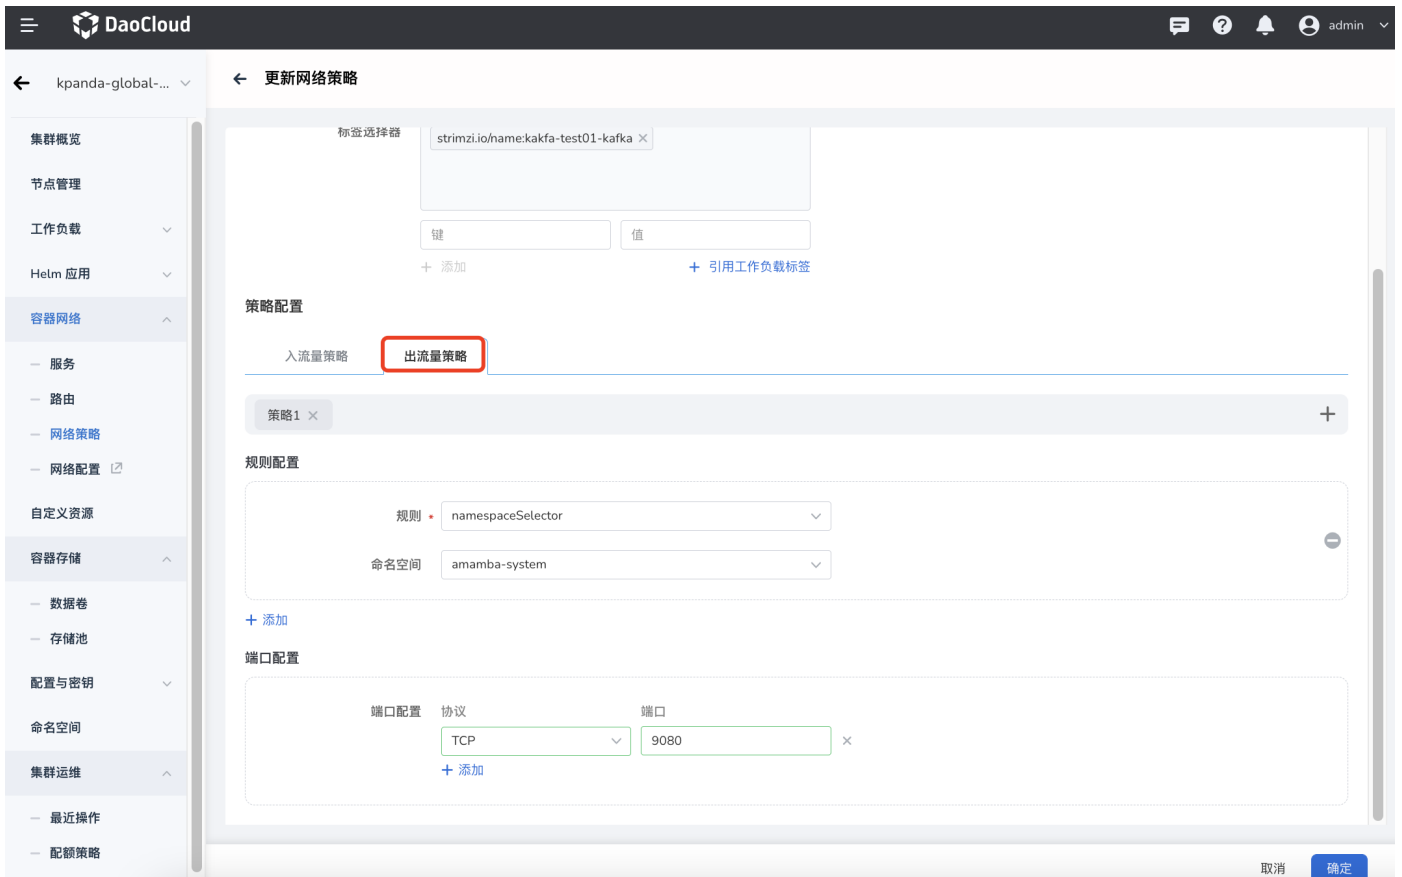 DaoCloud
admin
kpanda-global-...
更新网络策略
集群概览
节点管理
工作负载
Helm 应用
容器网络
服务
路由
网络策略
网络配置
自定义资源
容器存储
数据卷
存储池
配置与密钥
命名空间
集群运维
最近操作
配额策略
标签选择器
strimzi.io/name:kakfa-test01-kafka
键
值
添加
引用工作负载标签
策略配置
入流量策略
出流量策略
策略1
规则配置
规则
namespaceSelector
命名空间
amamba-system
添加
端口配置
端口配置
协议
端口
TCP
9080
添加
取消
确定